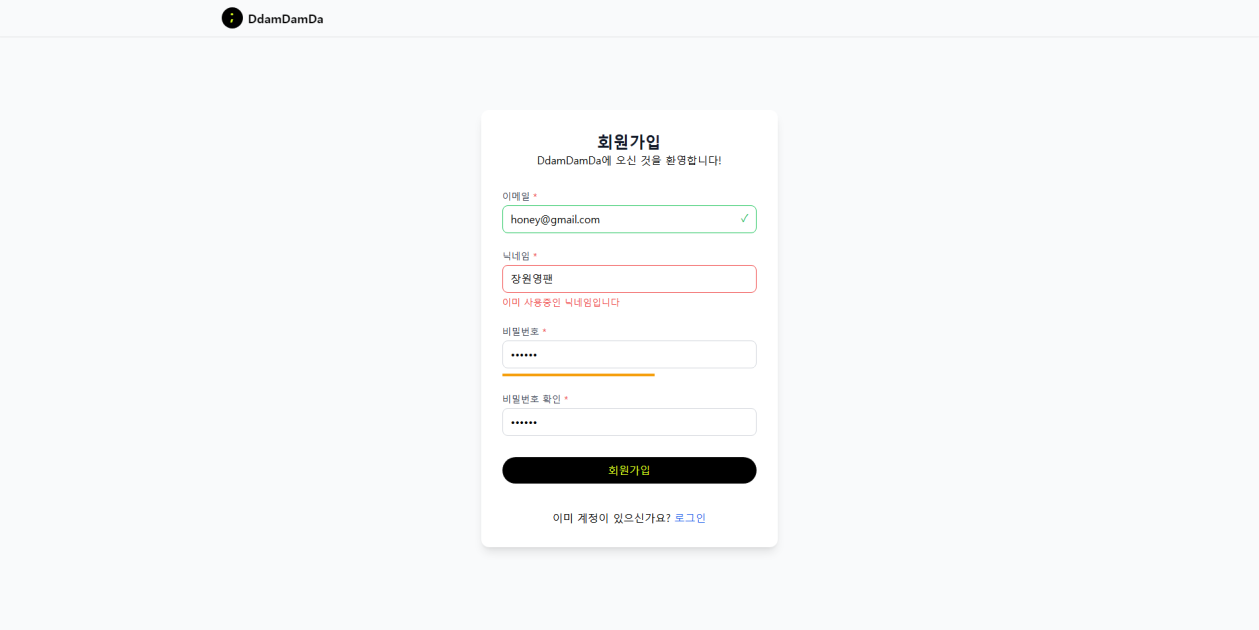 DdamDamDa
회원가입
DdamDamDa에 오신 것을 환영합니다!
이메일 *
honey@gmail.com
닉네임 *
장원영팬
이미 사용중인 닉네임입니다
비밀번호 *
••••••
비밀번호 확인 *
••••••
회원가입
이미 계정이 있으신가요? 로그인